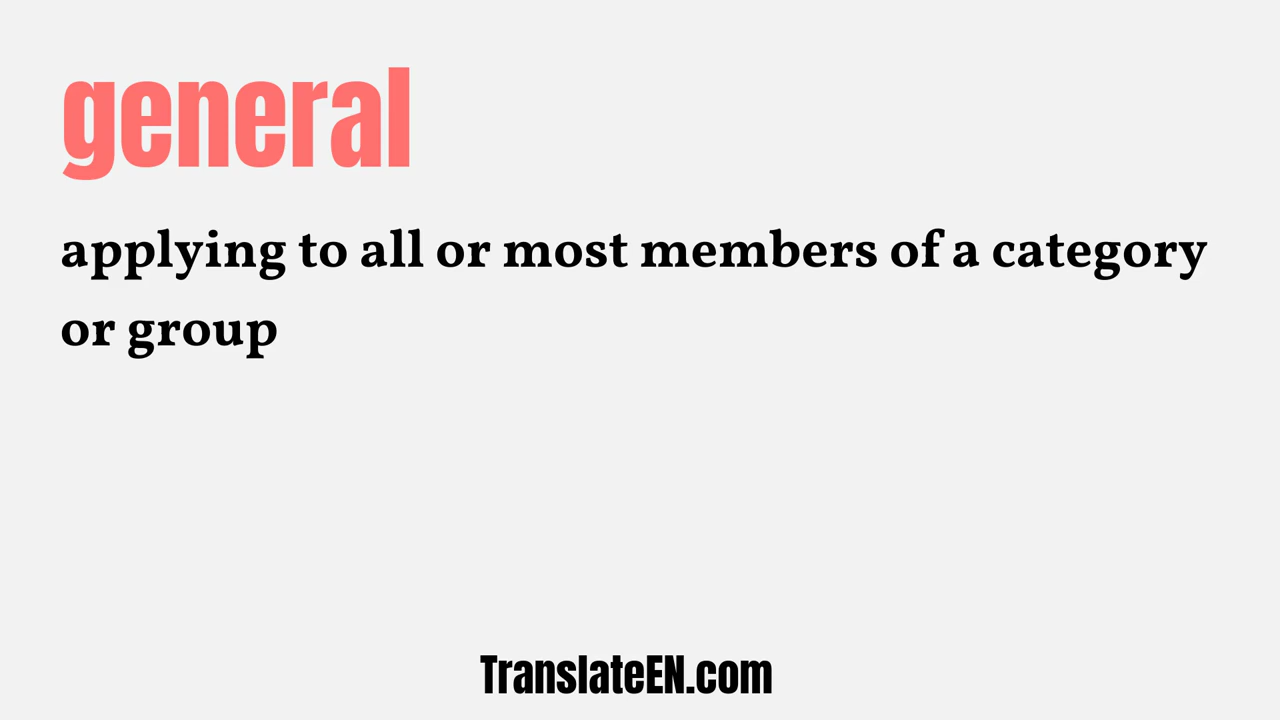 general
applying to all or most members of a category
or group
TranslateEN.com